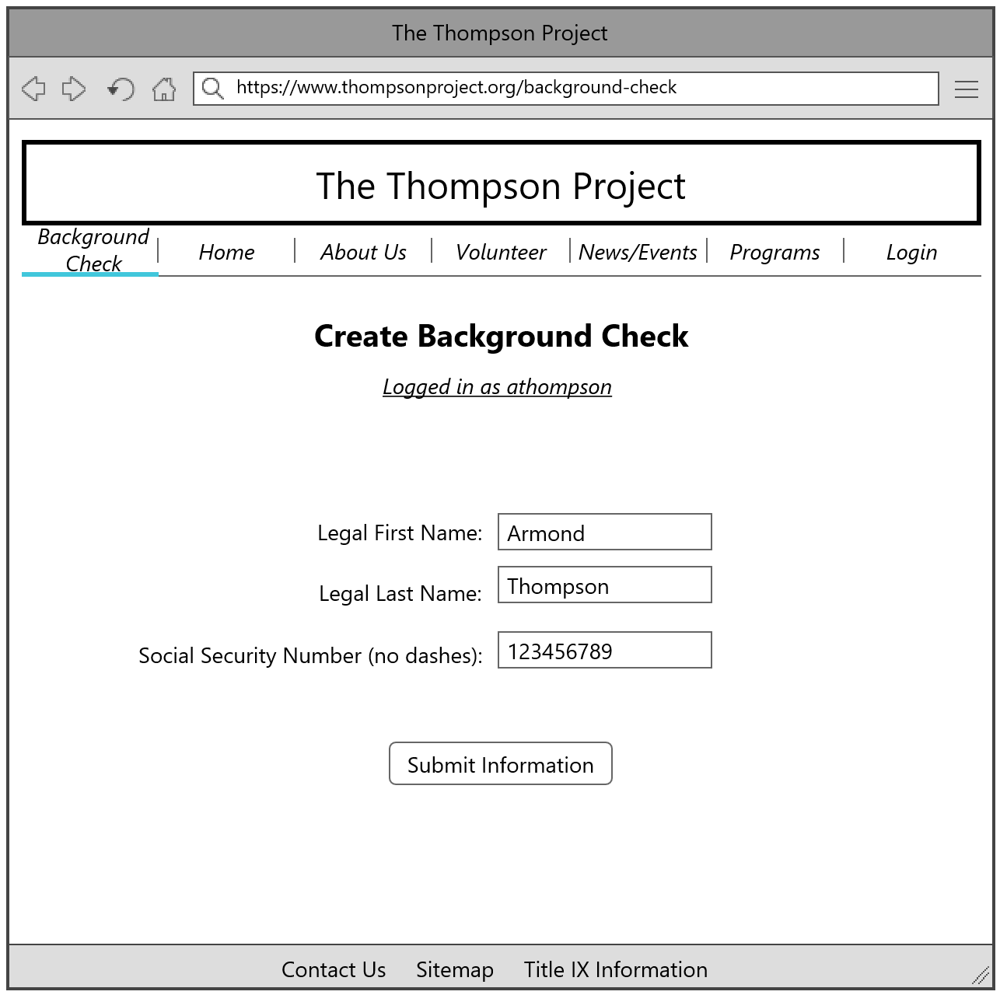 The Thompson Project
https://www.thompsonproject.org/background-check
The Thompson Project
Background
Check
Home
About Us
Volunteer
News/Events
Programs
Login
Create Background Check
Logged in as athompson
Legal First Name: Armond
Legal Last Name: Thompson
Social Security Number (no dashes): 123456789
Submit Information
Contact Us Sitemap Title IX Information